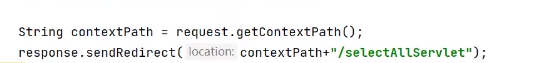 String contextPath = request.getContextPath();
response.sendRedirect( location: contextPath+"/selectAllServlet");